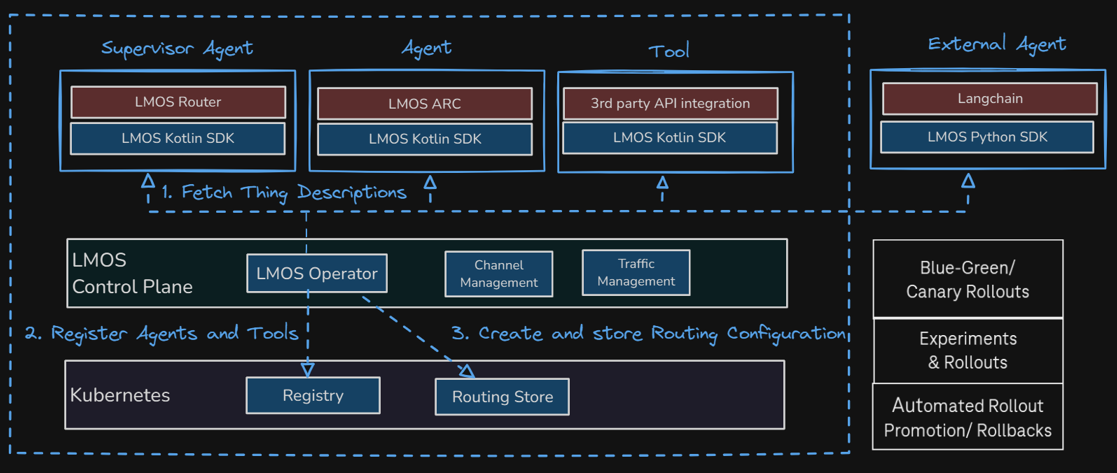 Supervisor Agent
Agent
Tool
External Agent
LMOS Router
LMOS Kotlin SDK
LMOS ARC
LMOS Kotlin SDK
3rd party API integration
LMOS Kotlin SDK
Langchain
LMOS Python SDK
1. Fetch Thing Descriptions
LMOS
Control Plane
LMOS Operator
Channel
Management
Traffic
Management
2. Register Agents and Tools
3. Create and store Routing Configuration
Kubernetes
Registry
Routing Store
Blue-Green/
Canary Rollouts
Experiments
& Rollouts
Automated Rollout
Promotion/ Rollbacks